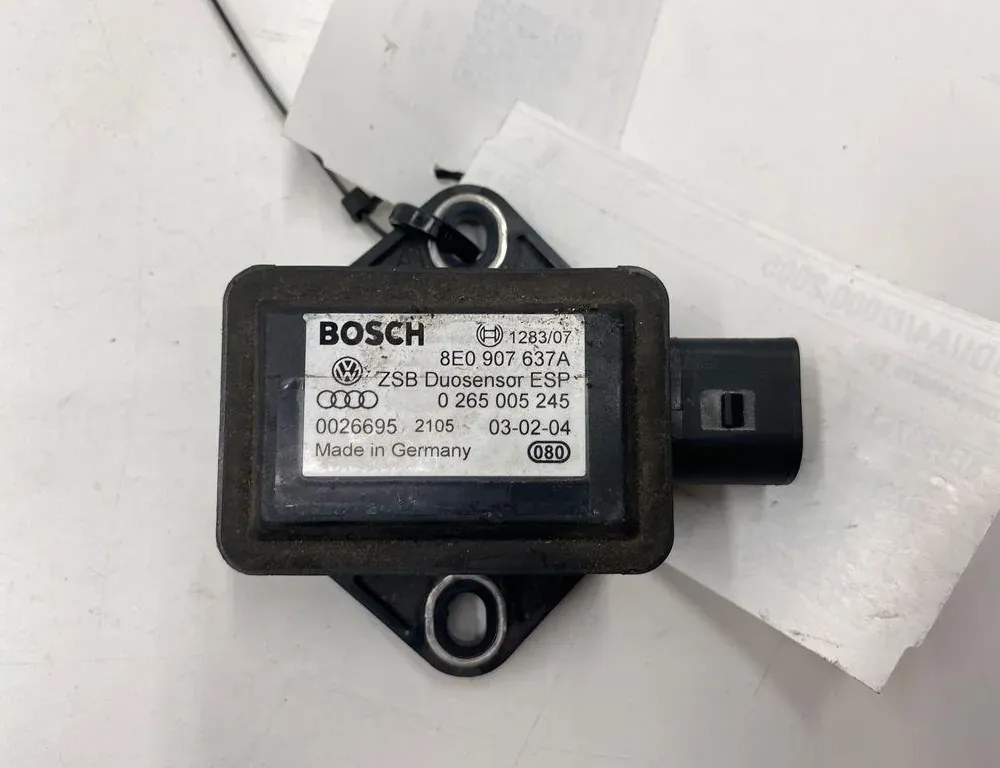 BOSCH 1283/07
8E0 907 637A
ZSB Duosensor ESP
0 265 005 245
0026695 2105 03-02-04
Made in Germany 080